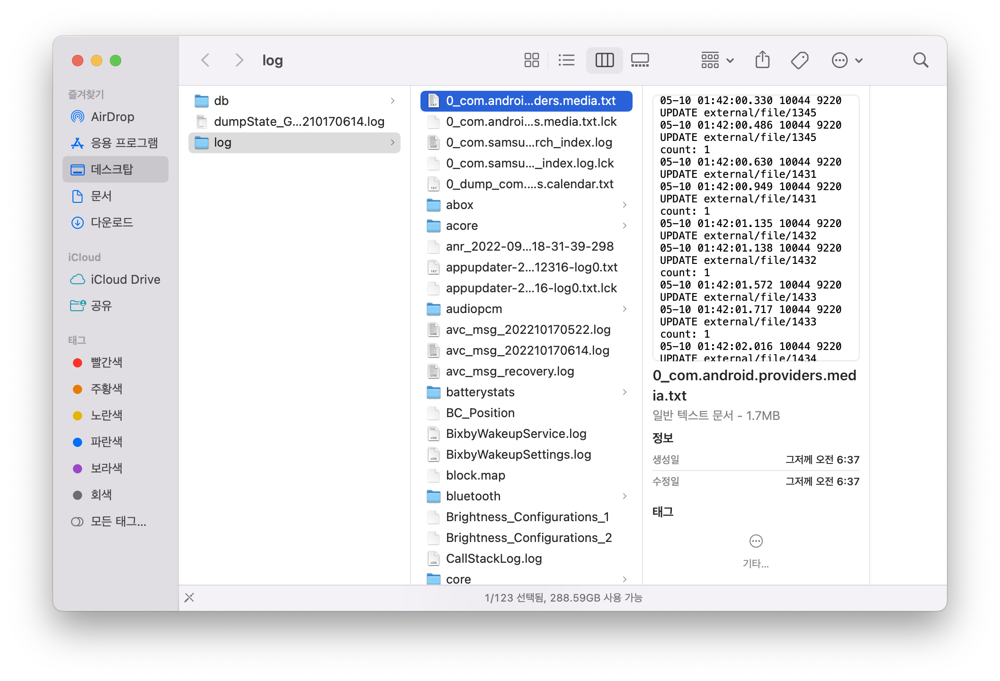 log
즐겨찾기
AirDrop
응용 프로그램
데스크탑
문서
다운로드
iCloud
iCloud Drive
공유
태그
빨간색
주황색
노란색
파란색
보라색
회색
모든 태그...
db
dumpState_G...210170614.log
log
0_com.androi...ders.media.txt
0_com.androi...s.media.txt.lck
0_com.samsu...rch_index.log
0_com.samsu..._index.log.lck
0_dump_com....s.calendar.txt
abox
acore
anr_2022-09...18-31-39-298
appupdater-2...12316-log0.txt
appupdater-2...16-log0.txt.lck
audiopcm
avc_msg_202210170522.log
avc_msg_202210170614.log
avc_msg_recovery.log
batterystats
BC_Position
BixbyWakeupService.log
BixbyWakeupSettings.log
block.map
bluetooth
Brightness_Configurations_1
Brightness_Configurations_2
CallStackLog.log
core
05-10 01:42:00.330 10044 9220
UPDATE external/file/1345
05-10 01:42:00.486 10044 9220
UPDATE external/file/1345
count: 1
05-10 01:42:00.630 10044 9220
UPDATE external/file/1431
05-10 01:42:00.949 10044 9220
UPDATE external/file/1431
count: 1
05-10 01:42:01.135 10044 9220
UPDATE external/file/1432
05-10 01:42:01.138 10044 9220
UPDATE external/file/1432
count: 1
05-10 01:42:01.572 10044 9220
UPDATE external/file/1433
05-10 01:42:01.717 10044 9220
UPDATE external/file/1433
count: 1
05-10 01:42:02.016 10044 9220
UPDATE external/file/1434
0_com.android.providers.med
ia.txt
일반 텍스트 문서 - 1.7MB
정보
생성일 그저께 오전 6:37
수정일 그저께 오전 6:37
태그
기타...
1/123 선택됨, 288.59GB 사용 가능